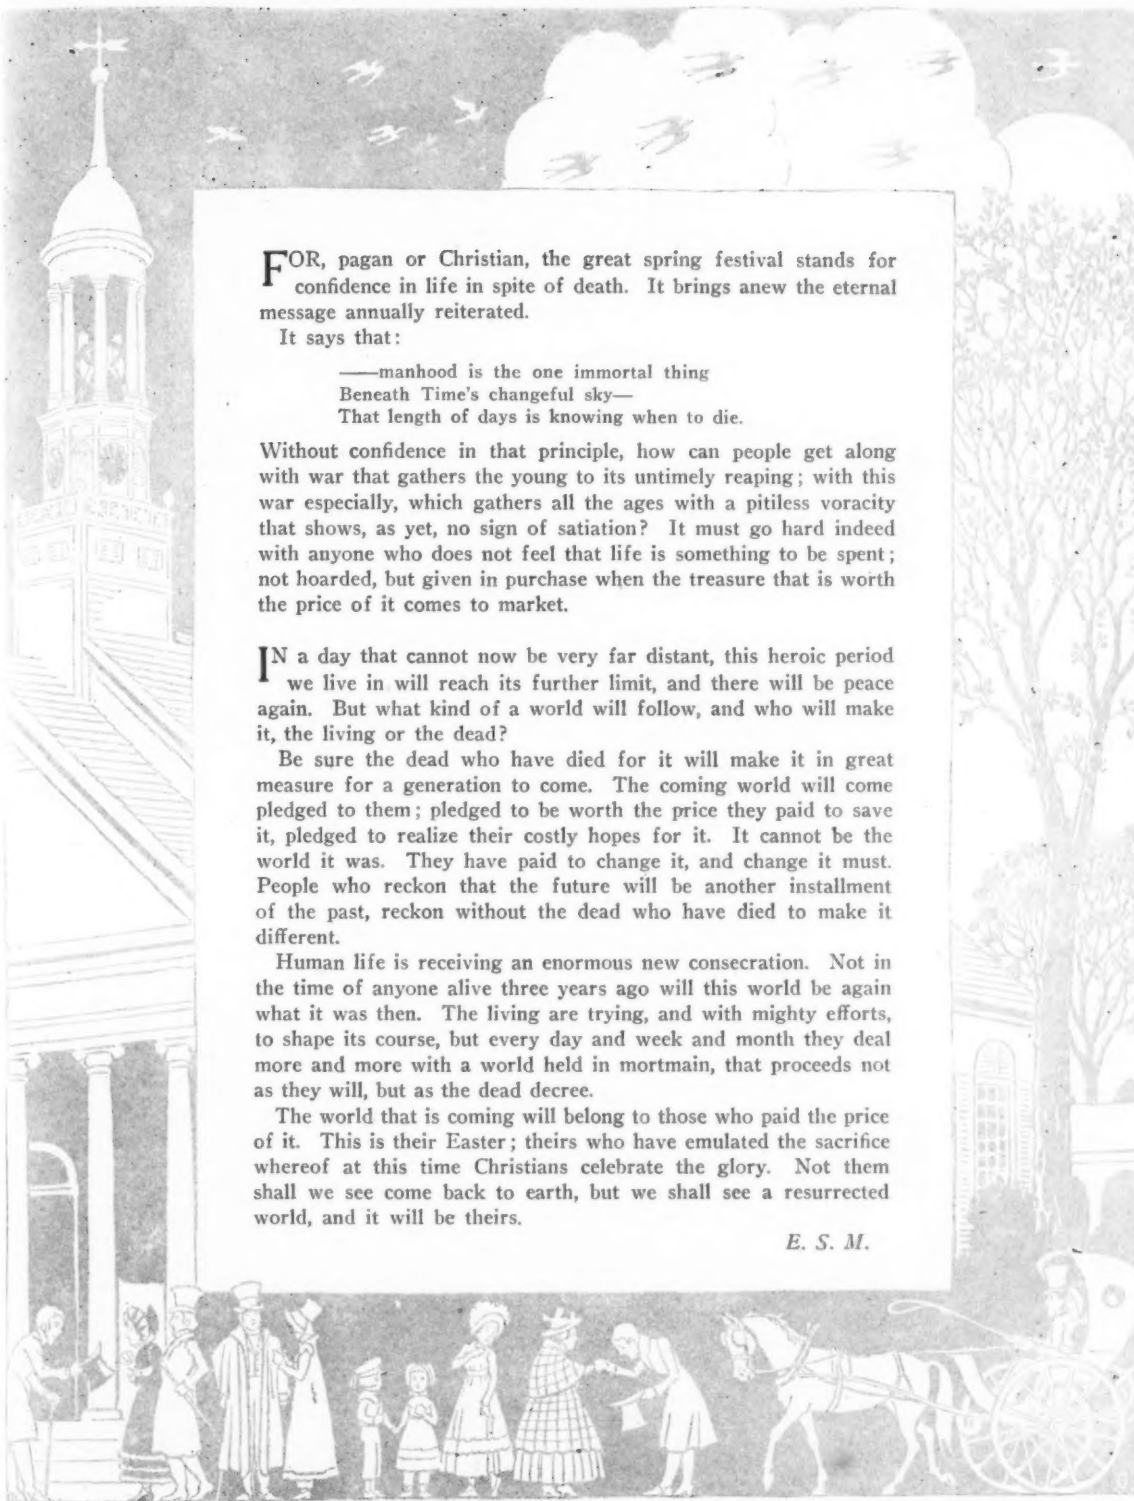 FOR, pagan or Christian, the great spring festival stands for
confidence in life in spite of death. It brings anew the eternal
message annually reiterated.
It says that:
——manhood is the one immortal thing
Beneath Time's changeful sky—
That length of days is knowing when to die.
Without confidence in that principle, how can people get along
with war that gathers the young to its untimely reaping; with this
war especially, which gathers all the ages with a pitiless voracity
that shows, as yet, no sign of satiation? It must go hard indeed
with anyone who does not feel that life is something to be spent;
not hoarded, but given in purchase when the treasure that is worth
the price of it comes to market.
IN a day that cannot now be very far distant, this heroic period
we live in will reach its further limit, and there will be peace
again. But what kind of a world will follow, and who will make
it, the living or the dead?
Be sure the dead who have died for it will make it in great
measure for a generation to come. The coming world will come
pledged to them; pledged to be worth the price they paid to save
it, pledged to realize their costly hopes for it. It cannot be the
world it was. They have paid to change it, and change it must.
People who reckon that the future will be another installment
of the past, reckon without the dead who have died to make it
different.
Human life is receiving an enormous new consecration. Not in
the time of anyone alive three years ago will this world be again
what it was then. The living are trying, and with mighty efforts,
to shape its course, but every day and week and month they deal
more and more with a world held in mortmain, that proceeds not
as they will, but as the dead decree.
The world that is coming will belong to those who paid the price
of it. This is their Easter; theirs who have emulated the sacrifice
whereof at this time Christians celebrate the glory. Not them
shall we see come back to earth, but we shall see a resurrected
world, and it will be theirs.
E. S. M.